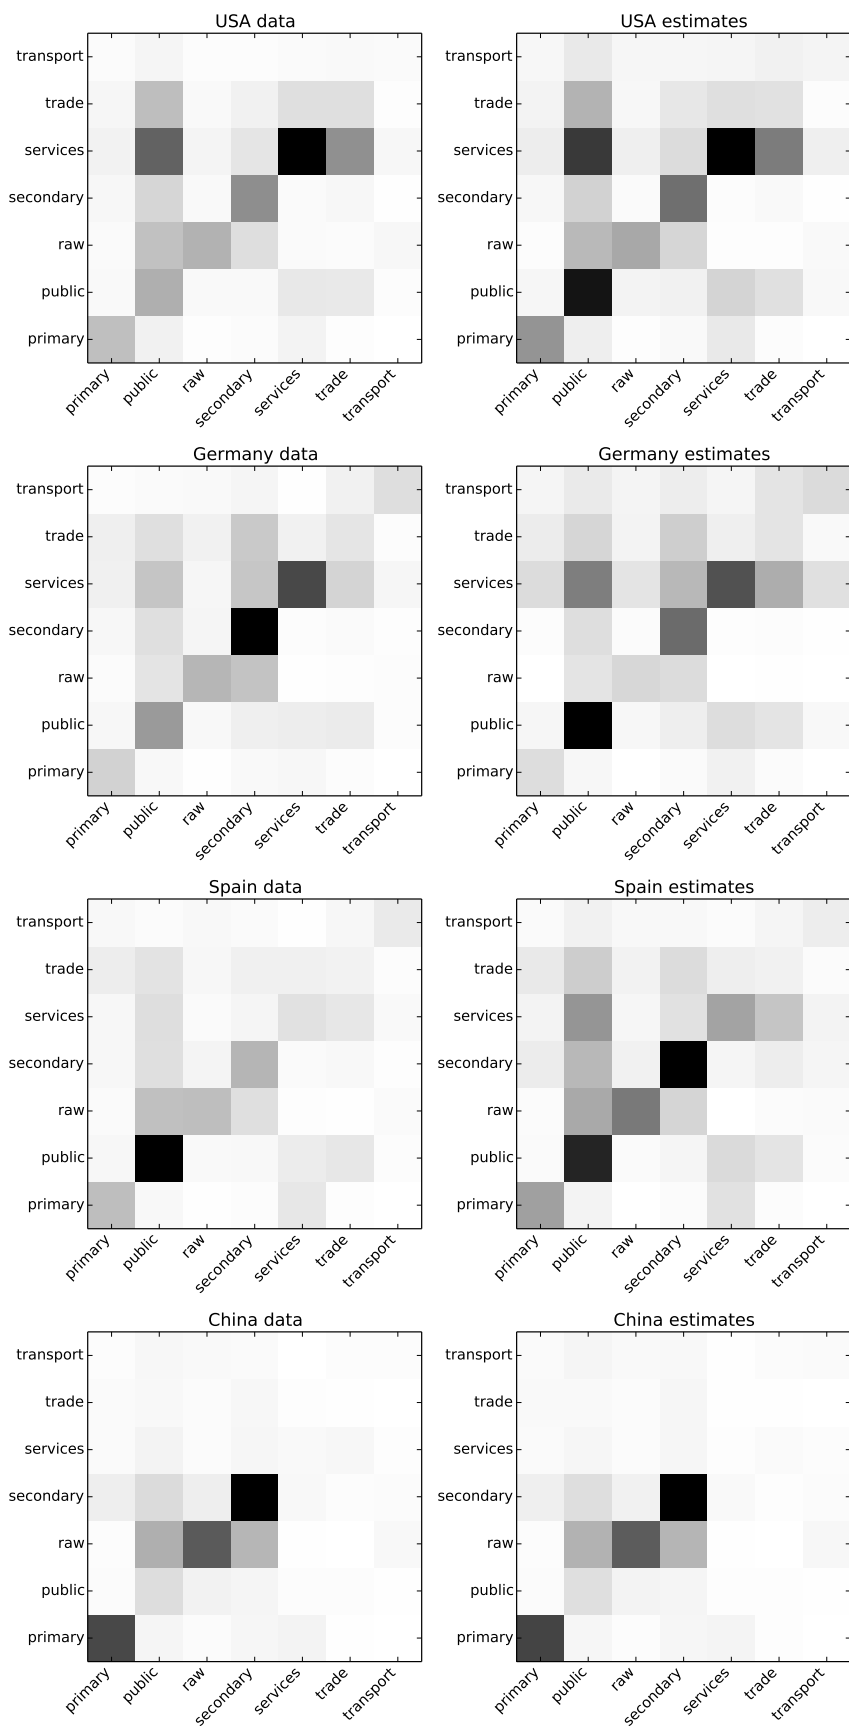 USA data
transport
trade
services
secondary
raw
public
primary
primary
public
raw
secondary
services
trade
transport
USA estimates
transport
trade
services
secondary
raw
public
primary
primary
public
raw
secondary
services
trade
transport
Germany data
transport
trade
services
secondary
raw
public
primary
primary
public
raw
secondary
services
trade
transport
Germany estimates
transport
trade
services
secondary
raw
public
primary
primary
public
raw
secondary
services
trade
transport
Spain data
transport
trade
services
secondary
raw
public
primary
primary
public
raw
secondary
services
trade
transport
Spain estimates
transport
trade
services
secondary
raw
public
primary
primary
public
raw
secondary
services
trade
transport
China data
transport
trade
services
secondary
raw
public
primary
primary
public
raw
secondary
services
trade
transport
China estimates
transport
trade
services
secondary
raw
public
primary
primary
public
raw
secondary
services
trade
transport